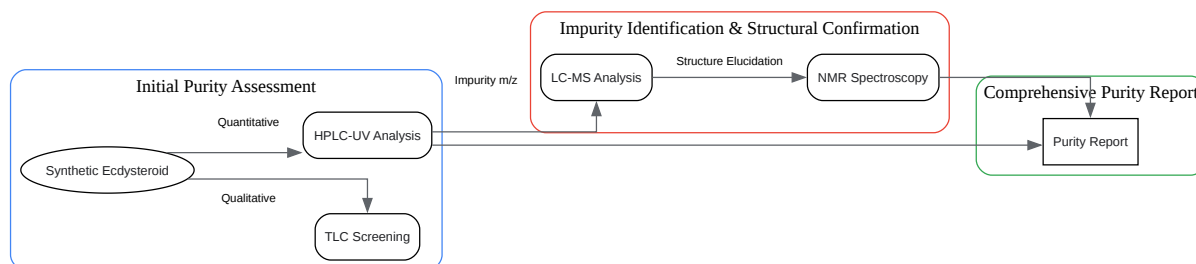 Impurity Identification & Structural Confirmation
LC-MS Analysis
Structure Elucidation
NMR Spectroscopy
Impurity m/z
Initial Purity Assessment
Comprehensive Purity Report
Quantitative
HPLC-UV Analysis
Purity Report
Synthetic Ecdysteroid
Qualitative
TLC Screening